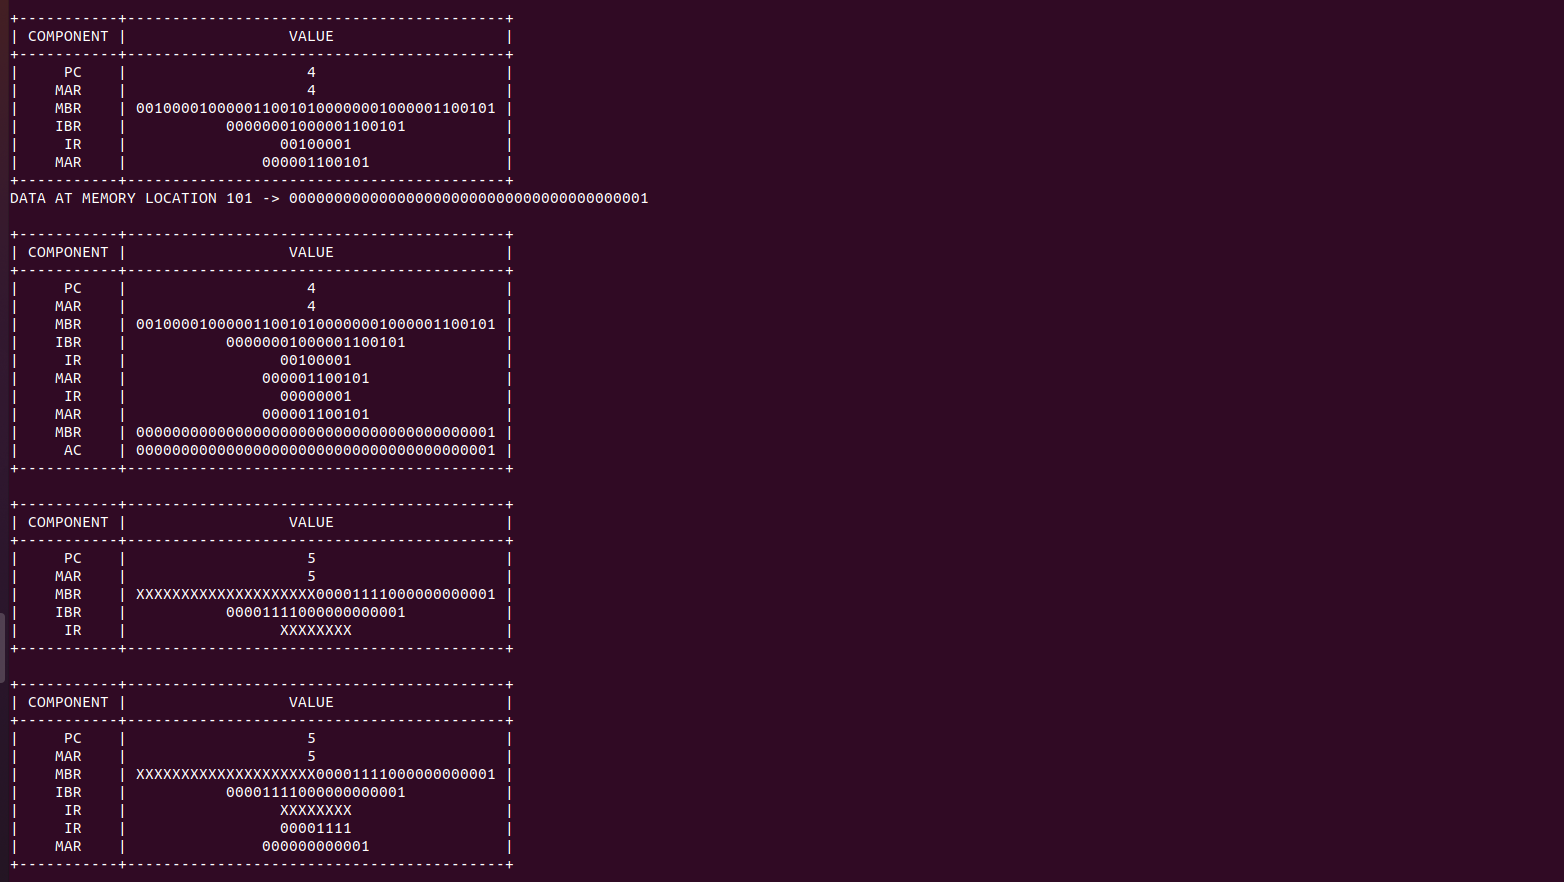 +-----------+------------------------------------------+
| COMPONENT |                  VALUE                   |
+-----------+------------------------------------------+
|     PC    |                    4                     |
|    MAR    |                    4                     |
|    MBR    | 0010000100000110010100000001000001100101 |
|    IBR    |           00000001000001100101           |
|     IR    |                 00100001                 |
|    MAR    |               000001100101               |
+-----------+------------------------------------------+
DATA AT MEMORY LOCATION 101 -> 0000000000000000000000000000000000000001
+-----------+------------------------------------------+
| COMPONENT |                  VALUE                   |
+-----------+------------------------------------------+
|     PC    |                    4                     |
|    MAR    |                    4                     |
|    MBR    | 0010000100000110010100000001000001100101 |
|    IBR    |           00000001000001100101           |
|     IR    |                 00100001                 |
|    MAR    |               000001100101               |
|     IR    |                 00000001                 |
|    MAR    |               000001100101               |
|    MBR    | 0000000000000000000000000000000000000001 |
|     AC    | 0000000000000000000000000000000000000001 |
+-----------+------------------------------------------+
+-----------+------------------------------------------+
| COMPONENT |                  VALUE                   |
+-----------+------------------------------------------+
|     PC    |                    5                     |
|    MAR    |                    5                     |
|    MBR    | XXXXXXXXXXXXXXXXXXXX00001111000000000001 |
|    IBR    |           00001111000000000001           |
|     IR    |                 XXXXXXXX                 |
+-----------+------------------------------------------+
+-----------+------------------------------------------+
| COMPONENT |                  VALUE                   |
+-----------+------------------------------------------+
|     PC    |                    5                     |
|    MAR    |                    5                     |
|    MBR    | XXXXXXXXXXXXXXXXXXXX00001111000000000001 |
|    IBR    |           00001111000000000001           |
|     IR    |                 XXXXXXXX                 |
|     IR    |                 00001111                 |
|    MAR    |               000000000001               |
+-----------+------------------------------------------+